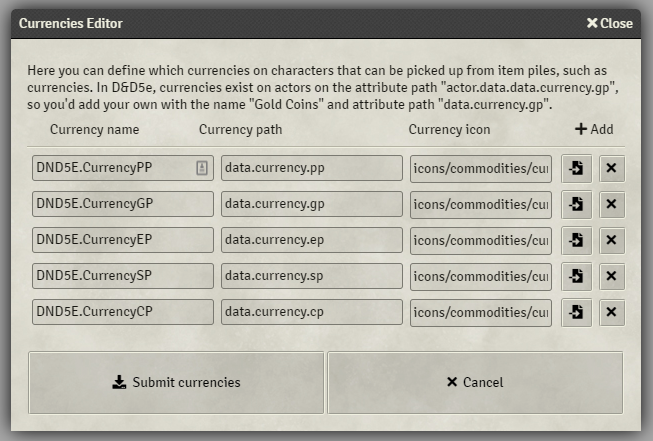 Currencies Editor
Close
Here you can define which currencies on characters that can be picked up from item piles, such as
currencies. In D&D5e, currencies exist on actors on the attribute path "actor.data.data.currency.gp",
so you'd add your own with the name "Gold Coins" and attribute path "data.currency.gp".
Currency name Currency path Currency icon Add
DND5E.CurrencyPP data.currency.pp icons/commodities/cu
DND5E.CurrencyGP data.currency.gp icons/commodities/cu
DND5E.CurrencyEP data.currency.ep icons/commodities/cu
DND5E.CurrencySP data.currency.sp icons/commodities/cu
DND5E.CurrencyCP data.currency.cp icons/commodities/cu
Submit currencies Cancel